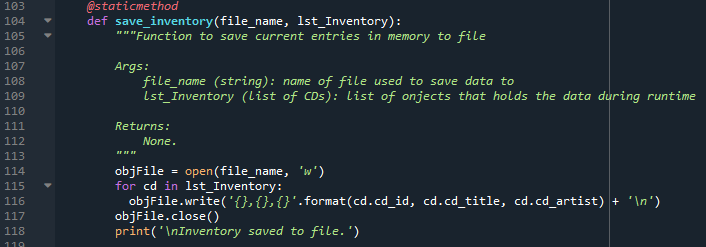 103 @staticmethod
104 def save_inventory(file_name, lst_Inventory):
105 """Function to save current entries in memory to file
106
107 Args:
108 file_name (string): name of file used to save data to
109 lst_Inventory (list of CDs): list of onjects that holds the data during runtime
110
111 Returns:
112 None.
113 """
114 objFile = open(file_name, 'w')
115 for cd in lst_Inventory:
116 objFile.write('{},{},{}'.format(cd.cd_id, cd.cd_title, cd.cd_artist) + '\n')
117 objFile.close()
118 print('\nInventory saved to file.')
119